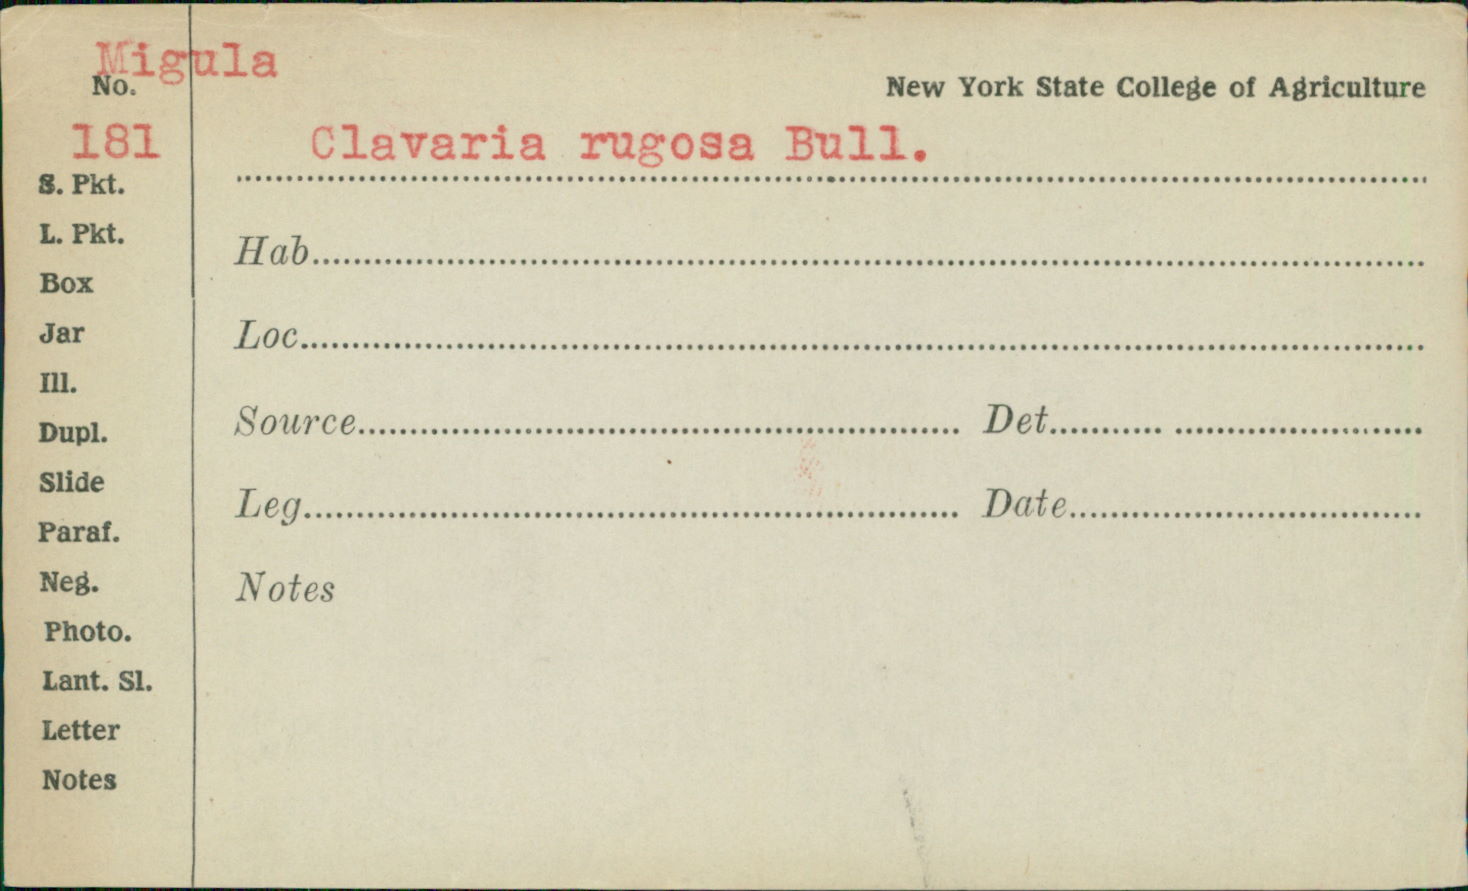 Migula
No.
New York State College of Agriculture
181
Clavaria rugosa Bull.
S. Pkt.
L. Pkt.
Box
Jar
Ill.
Dupl.
Slide
Paraf.
Neg.
Photo.
Lant. Sl.
Letter
Notes
Hab
Loc
Source Det
Leg Date
Notes